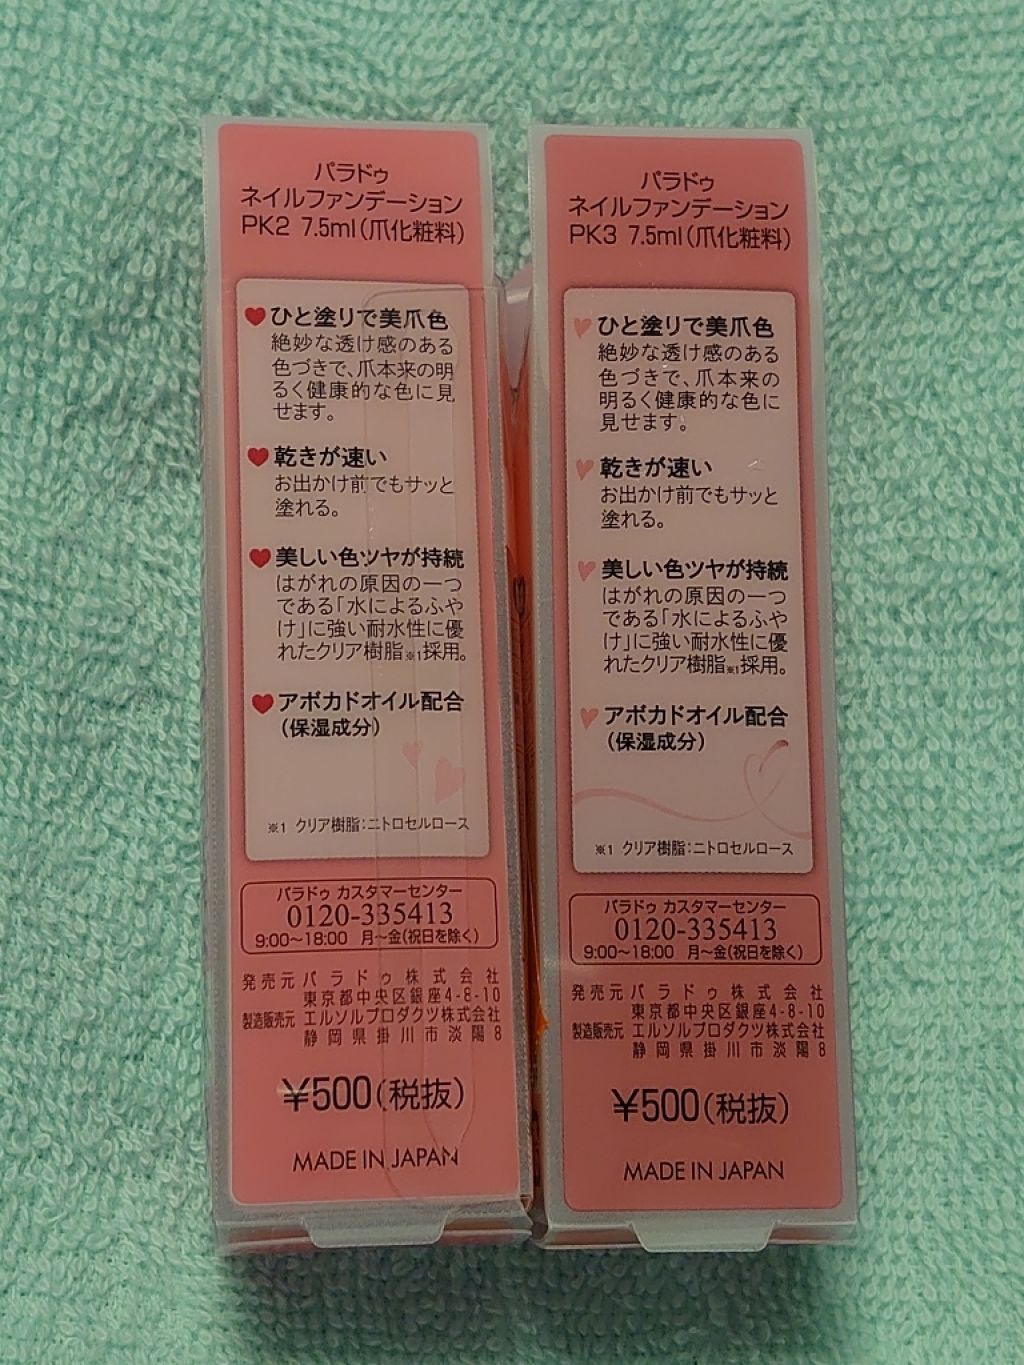 パラドゥ
ネイルファンデーション
PK2 7.5ml(爪化粧料)
ひと塗りで美爪色
絶妙な透け感のある
色づきで、爪本来の明
るく健康的な色に見
せます。
乾きが速い
お出かけ前でもサッと
塗れる。
美しい色ツヤが持続
はがれの原因の一つ
である「水によるふや
け」に強い耐水性に優
れたクリア樹脂※1採用。
アボカドオイル配合
(保湿成分)
※1 クリア樹脂:ニトロセルロース
パラドゥ カスタマーセンター
0120-335413
9:00〜18:00 月〜金(祝日を除く)
発売元 パラドゥ株式会社
東京都中央区銀座4-8-10
製造販売元 エルソルプロダクツ株式会社
静岡県掛川市淡陽8
¥500(税抜)
MADE IN JAPAN
パラドゥ
ネイルファンデーション
PK3 7.5ml(爪化粧料)
ひと塗りで美爪色
絶妙な透け感のある
色づきで、爪本来の
明るく健康的な色に
見せます。
乾きが速い
お出かけ前でもサッと
塗れる。
美しい色ツヤが持続
はがれの原因の一つ
である「水によるふや
け」に強い耐水性に優
れたクリア樹脂※1採用。
アボカドオイル配合
(保湿成分)
※1 クリア樹脂:ニトロセルロース
パラドゥ カスタマーセンター
0120-335413
9:00〜18:00 月〜金(祝日を除く)
発売元 パラドゥ株式会社
東京都中央区銀座4-8-10
製造販売元 エルソルプロダクツ株式会社
静岡県掛川市淡陽8
¥500(税抜)
MADE IN JAPAN